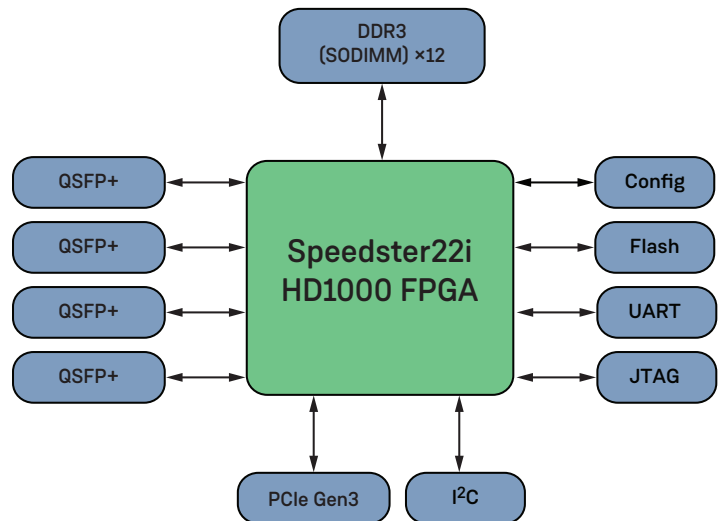 DDR3
(SODIMM) ×12
QSFP+
Config
QSFP+
Flash
Speedster22i
HD1000 FPGA
QSFP+
UART
QSFP+
JTAG
PCIe Gen3
I²C